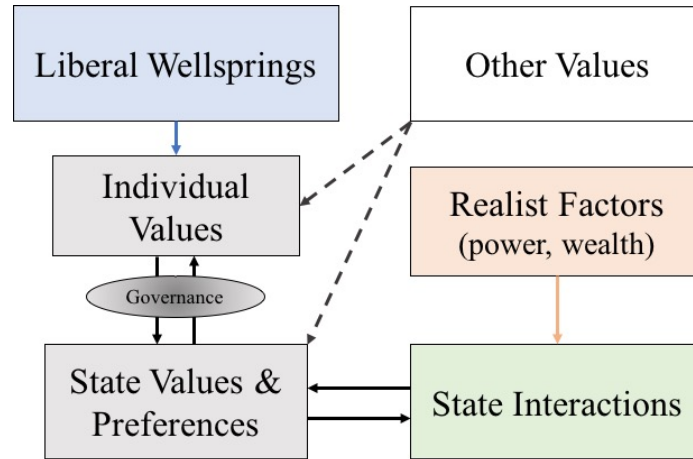 Liberal Wellsprings
Other Values
Individual
Values
Realist Factors
(power, wealth)
Governance
State Values &
Preferences
State Interactions